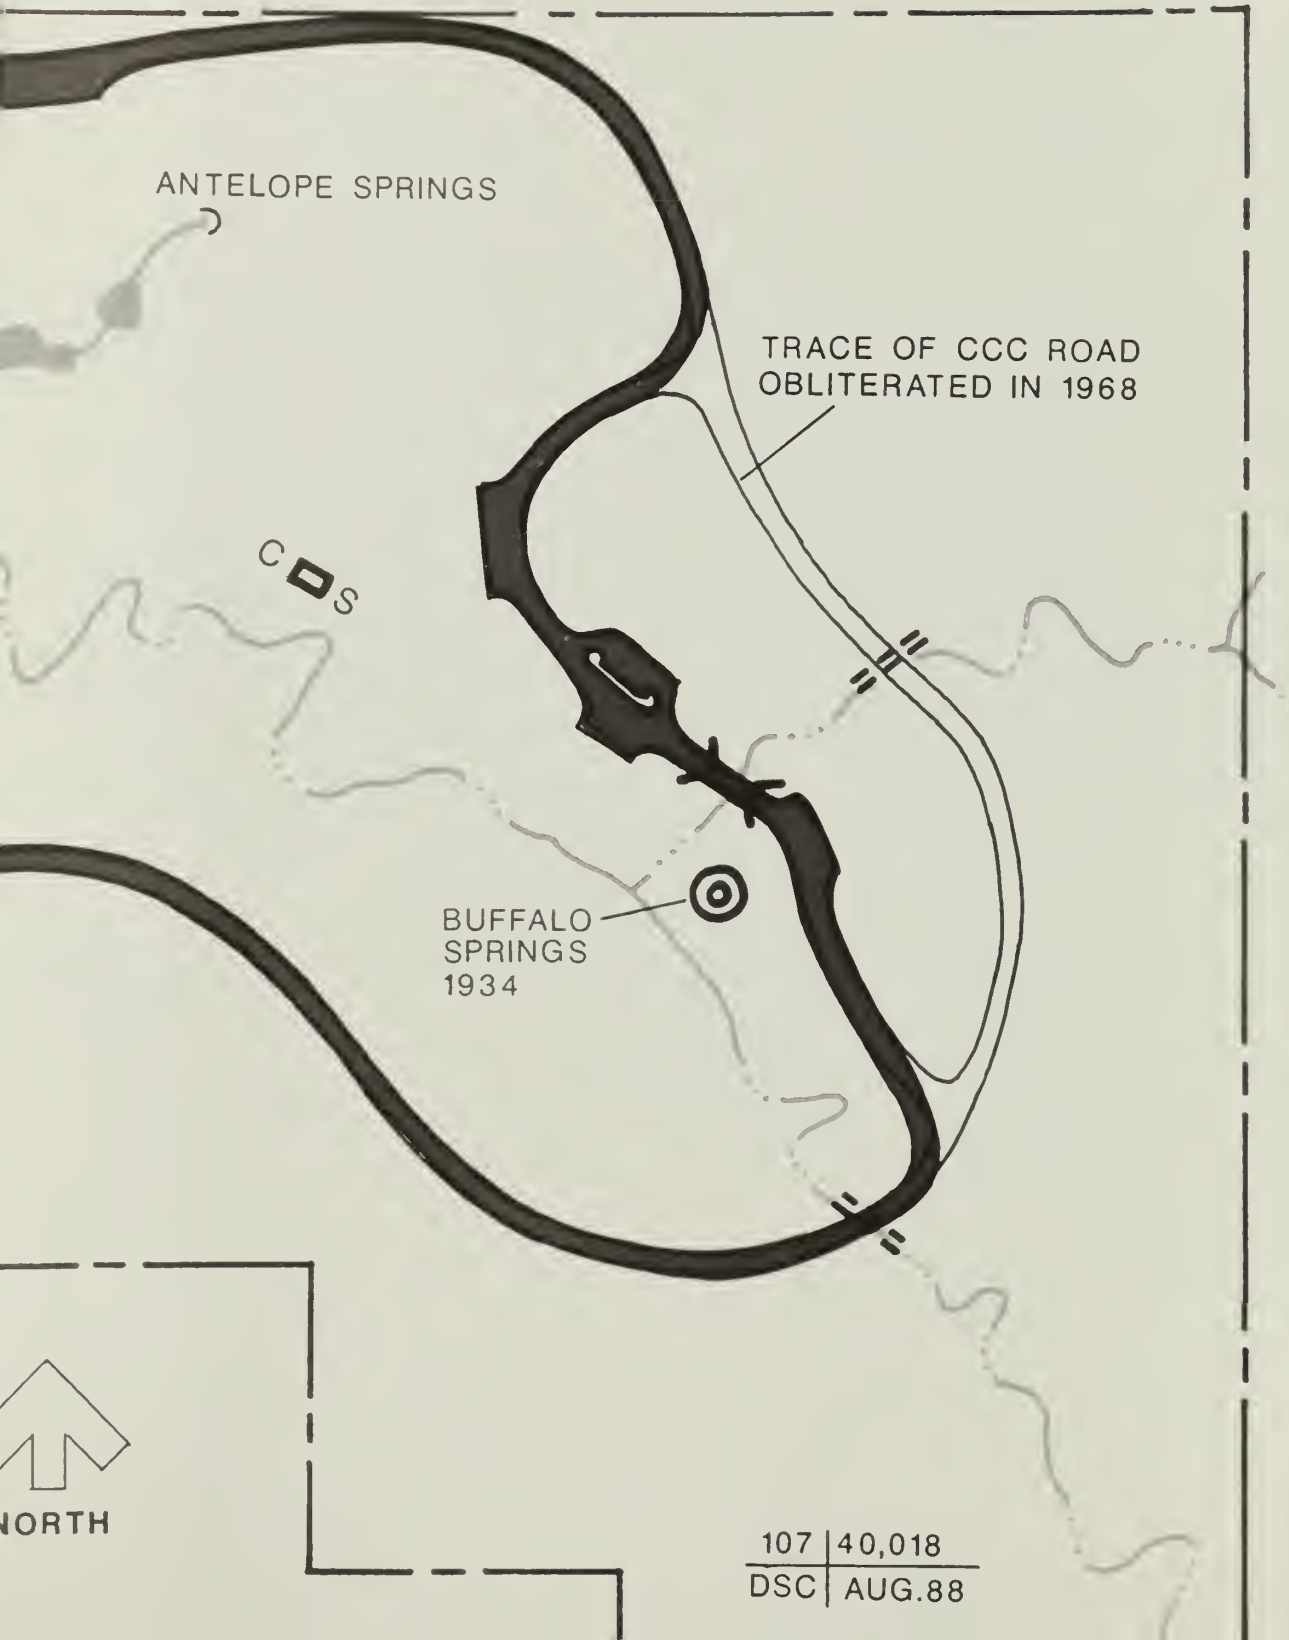 ANTELOPE SPRINGS
TRACE OF CCC ROAD
OBLITERATED IN 1968
C S
BUFFALO
SPRINGS
1934
NORTH
107 40,018
DSC AUG.88